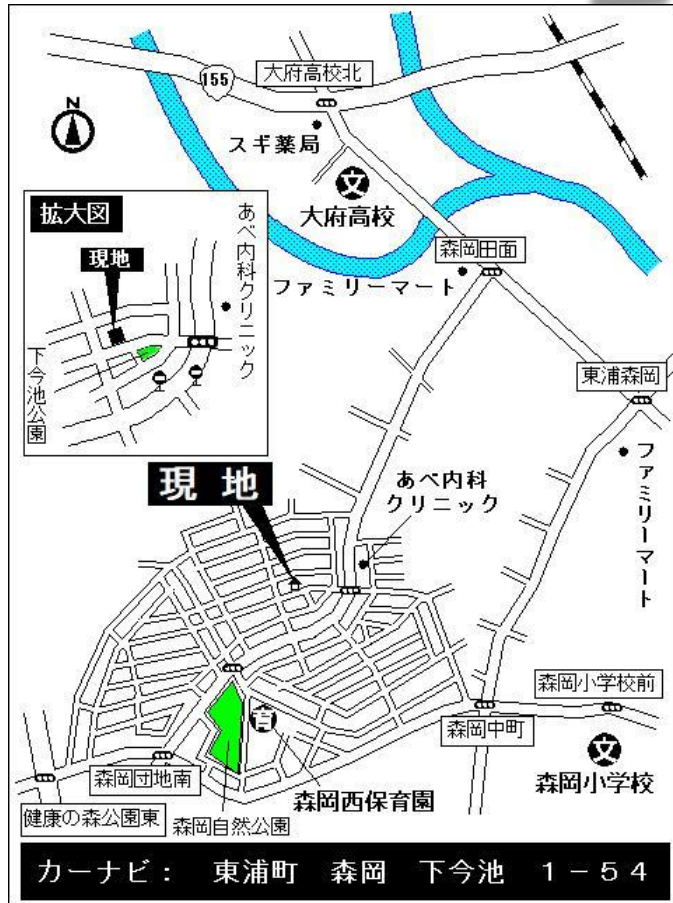 155
大府高校北
N
スギ薬局
文
大府高校
拡大図
現地
あべ内科クリニック
下今池公園
森岡田面
ファミリーマート
東浦森岡
ファミリーマート
現 地
あべ内科
クリニック
森岡小学校前
森岡中町
文
森岡小学校
森岡団地南
森岡西保育園
健康の森公園東
森岡自然公園
カーナビ: 東浦町 森岡 下今池 1-54